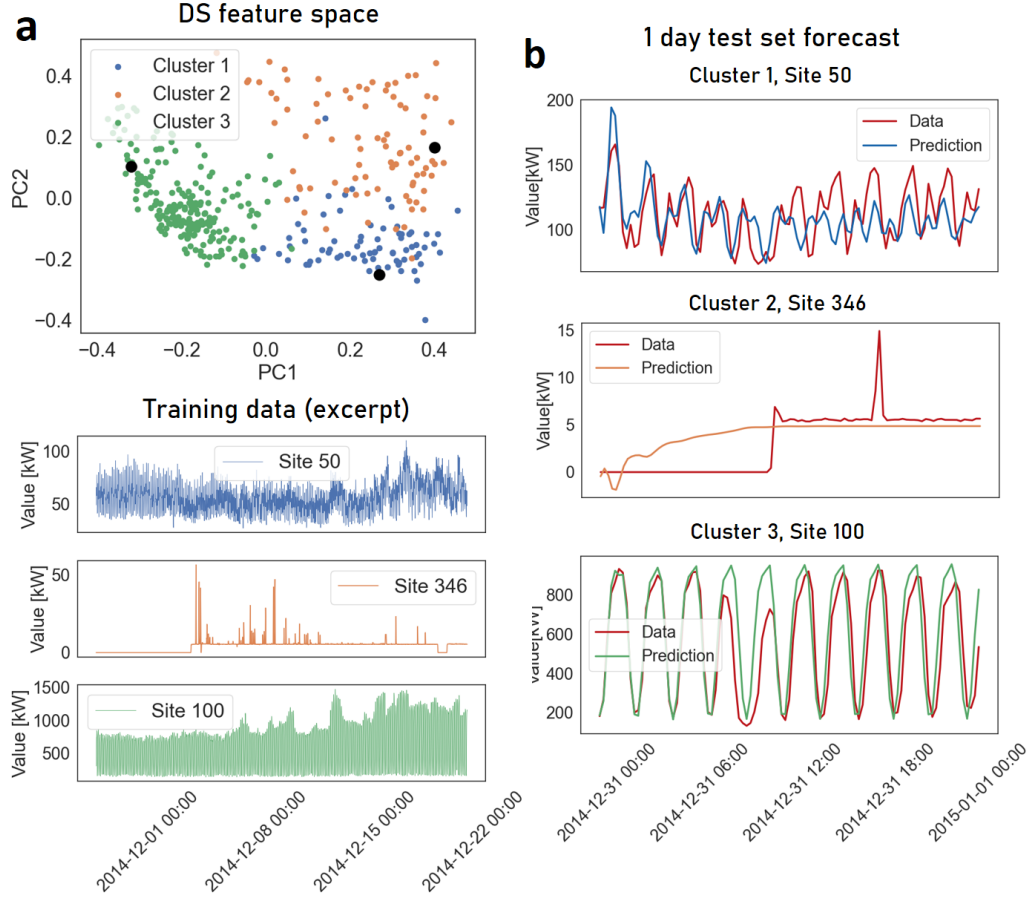 a
DS feature space
PC2
0.4
0.2
0.0
−0.2
−0.4
Cluster 1
Cluster 2
Cluster 3
−0.4
−0.2
0.0
0.2
0.4
PC1
Training data (excerpt)
Value [kW]
100
50
Site 50
Value [kW]
50
0
Site 346
Value [kW]
1500
1000
500
Site 100
2014-12-01 00:00
2014-12-08 00:00
2014-12-15 00:00
2014-12-22 00:00
b
1 day test set forecast
Cluster 1, Site 50
Value[kW]
200
150
100
Data
Prediction
Cluster 2, Site 346
Value[kW]
15
10
5
0
Data
Prediction
Cluster 3, Site 100
Value[kW]
800
600
400
200
Data
Prediction
2014-12-31 00:00
2014-12-31 06:00
2014-12-31 12:00
2014-12-31 18:00
2015-01-01 00:00